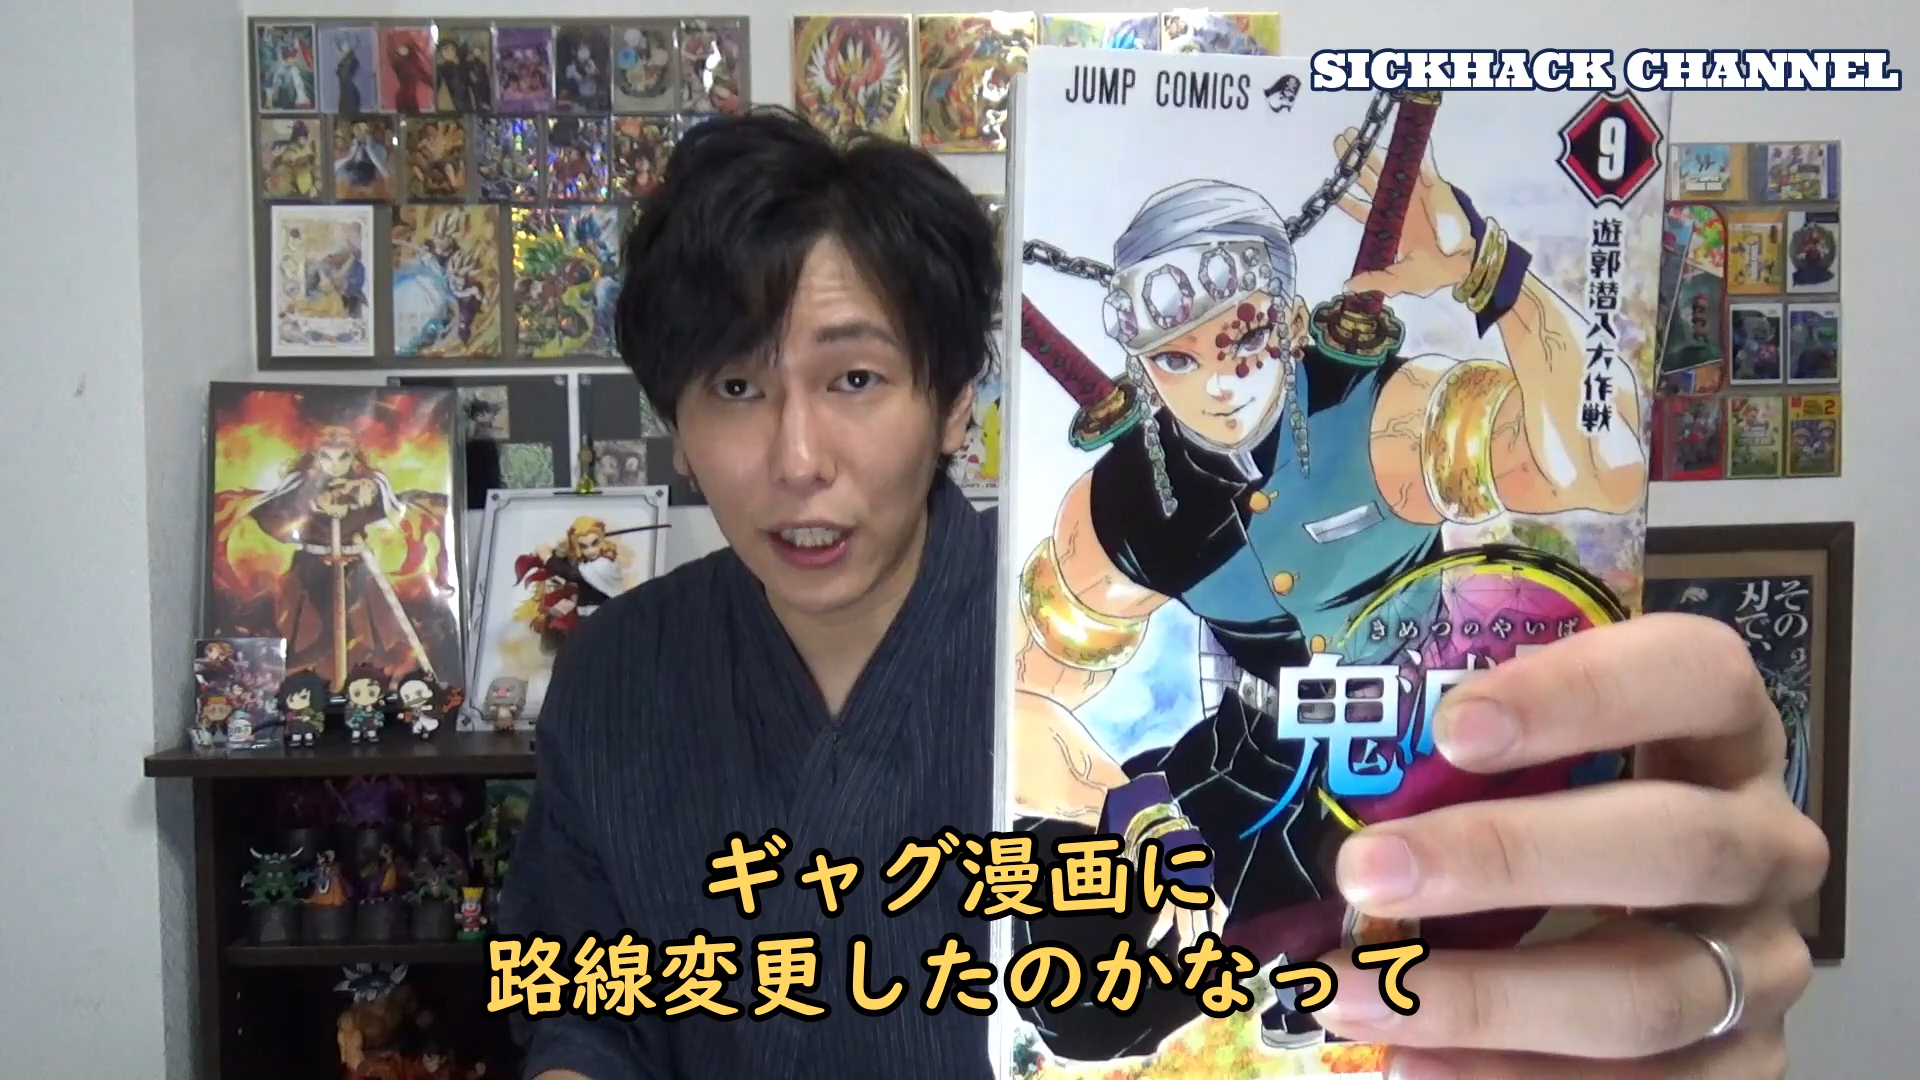 SICKHACK CHANNEL
JUMP COMICS
9
遊郭潜入大作戦
きめつのやいば
鬼滅
その
刃で、
2
ギャグ漫画に
路線変更したのかなって